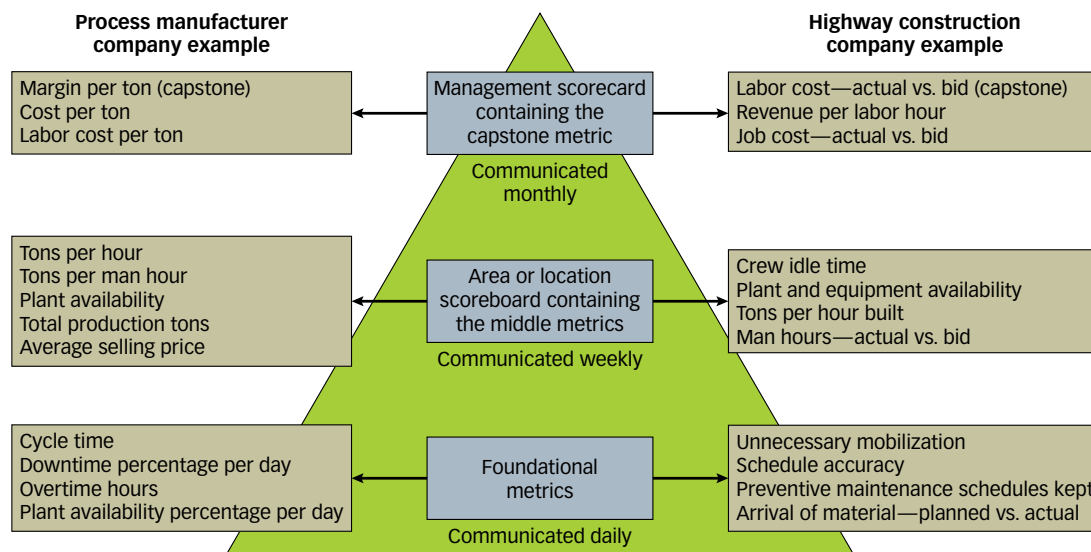 Process manufacturer
company example
Highway construction
company example
Margin per ton (capstone)
Cost per ton
Labor cost per ton
Management scorecard
containing the
capstone metric
Labor cost—actual vs. bid (capstone)
Revenue per labor hour
Job cost—actual vs. bid
Communicated
monthly
Tons per hour
Tons per man hour
Plant availability
Total production tons
Average selling price
Area or location
scoreboard containing
the middle metrics
Crew idle time
Plant and equipment availability
Tons per hour built
Man hours—actual vs. bid
Communicated weekly
Cycle time
Downtime percentage per day
Overtime hours
Plant availability percentage per day
Foundational
metrics
Unnecessary mobilization
Schedule accuracy
Preventive maintenance schedules kept
Arrival of material—planned vs. actual
Communicated daily